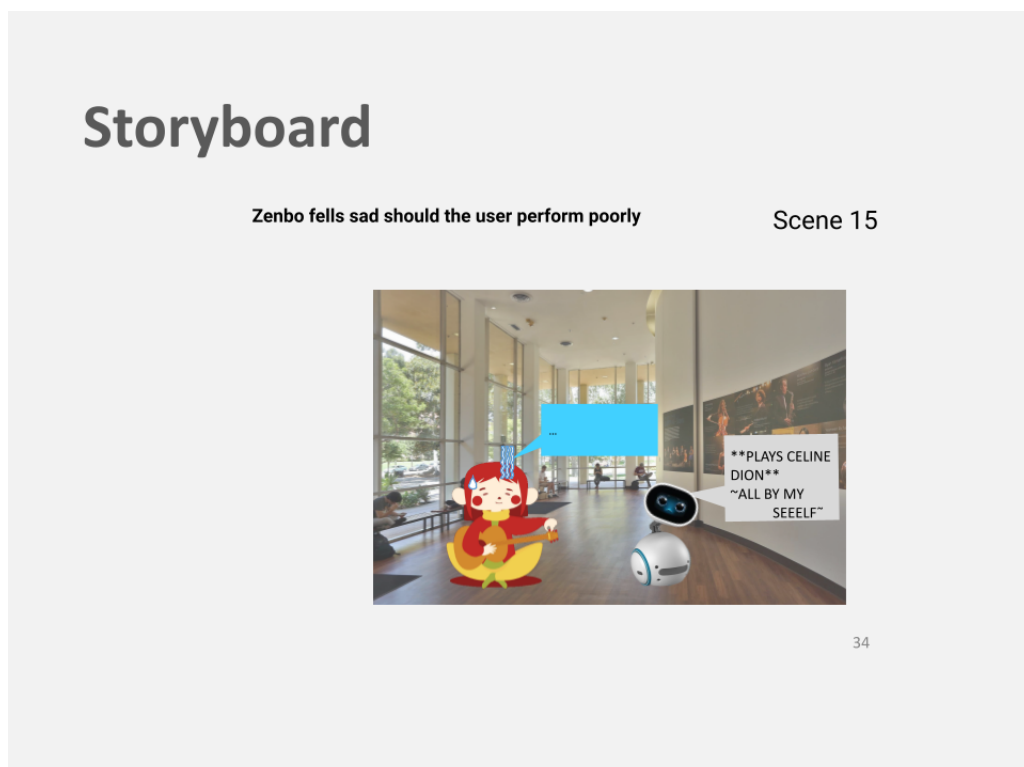 Storyboard
Zenbo fells sad should the user perform poorly
Scene 15
...
**PLAYS CELINE
DION**
~ALL BY MY
SEEELF~
34